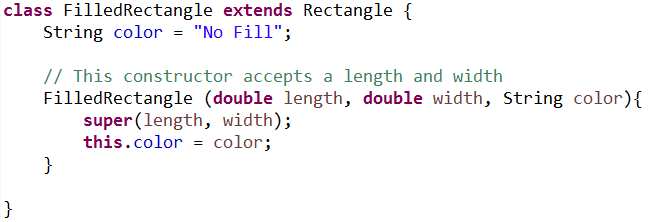 class FilledRectangle extends Rectangle {
    String color = "No Fill";

    // This constructor accepts a length and width
    FilledRectangle (double length, double width, String color){
        super(length, width);
        this.color = color;
    }

}